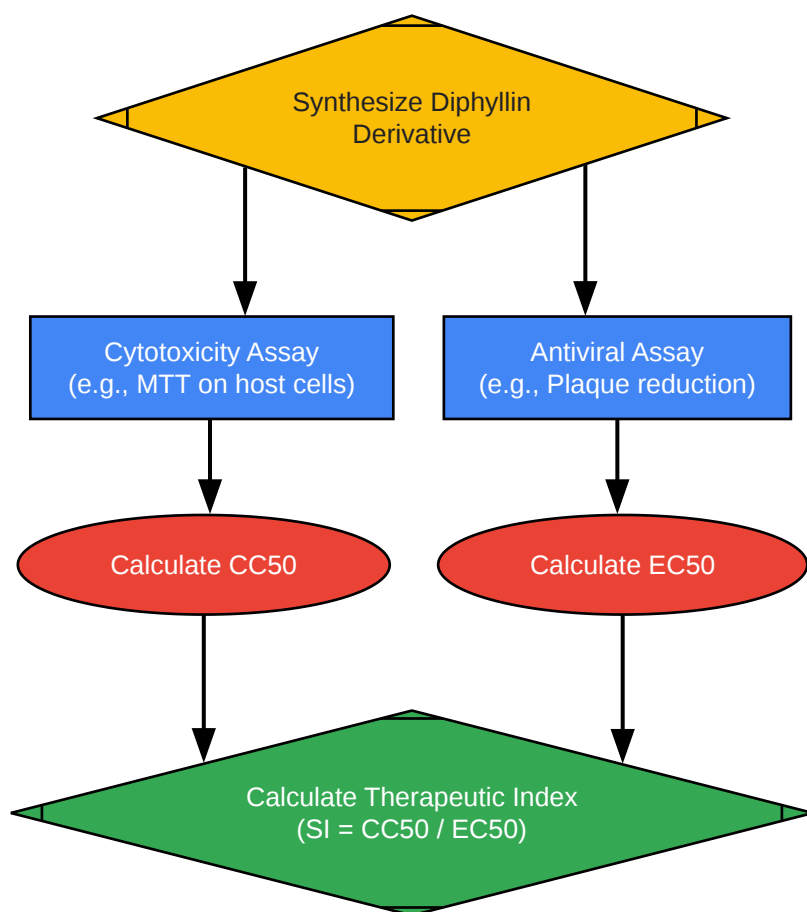 Synthesize Diphyllin
Derivative
Cytotoxicity Assay
(e.g., MTT on host cells)
Antiviral Assay
(e.g., Plaque reduction)
Calculate CC50
Calculate EC50
Calculate Therapeutic Index
(SI = CC50 / EC50)